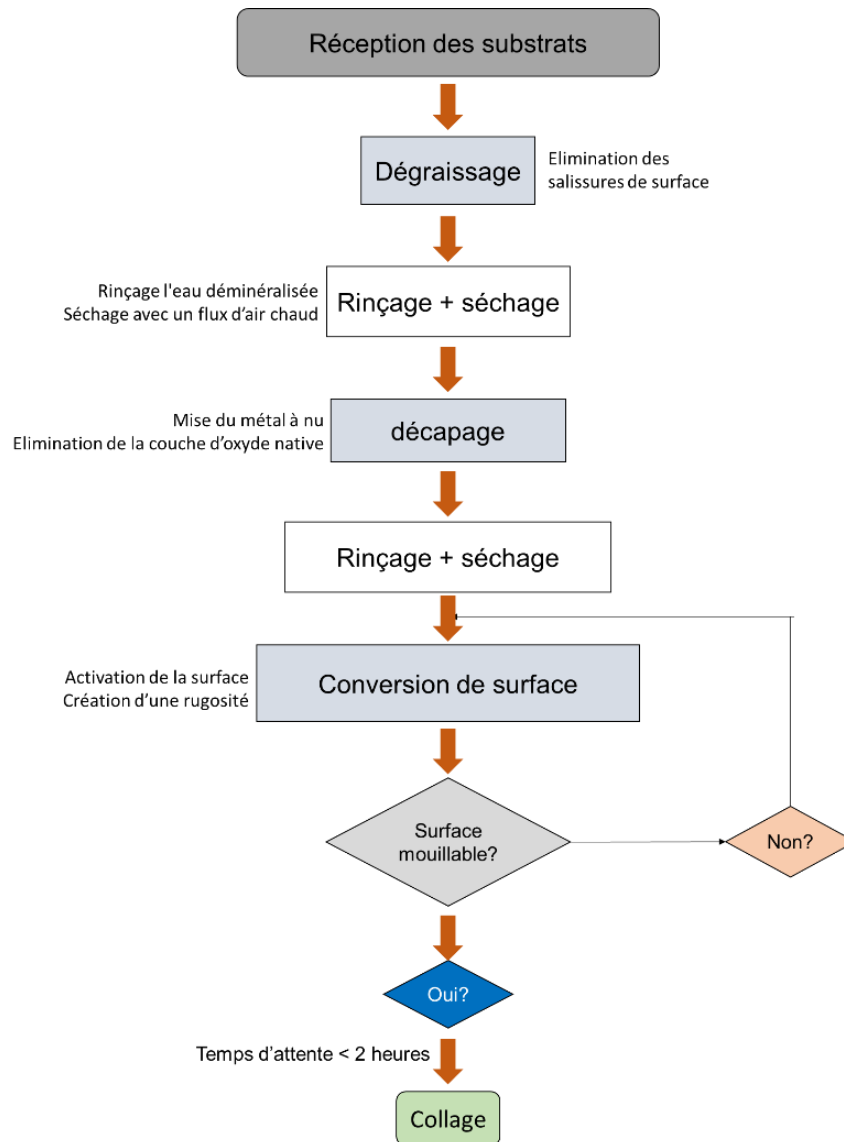 Réception des substrats
Dégraissage
Elimination des
salissures de surface
Rinçage l'eau déminéralisée
Séchage avec un flux d'air chaud
Rinçage + séchage
Mise du métal à nu
Elimination de la couche d'oxyde native
décapage
Rinçage + séchage
Activation de la surface
Création d'une rugosité
Conversion de surface
Surface
mouillable?
Non?
Oui?
Temps d'attente < 2 heures
Collage